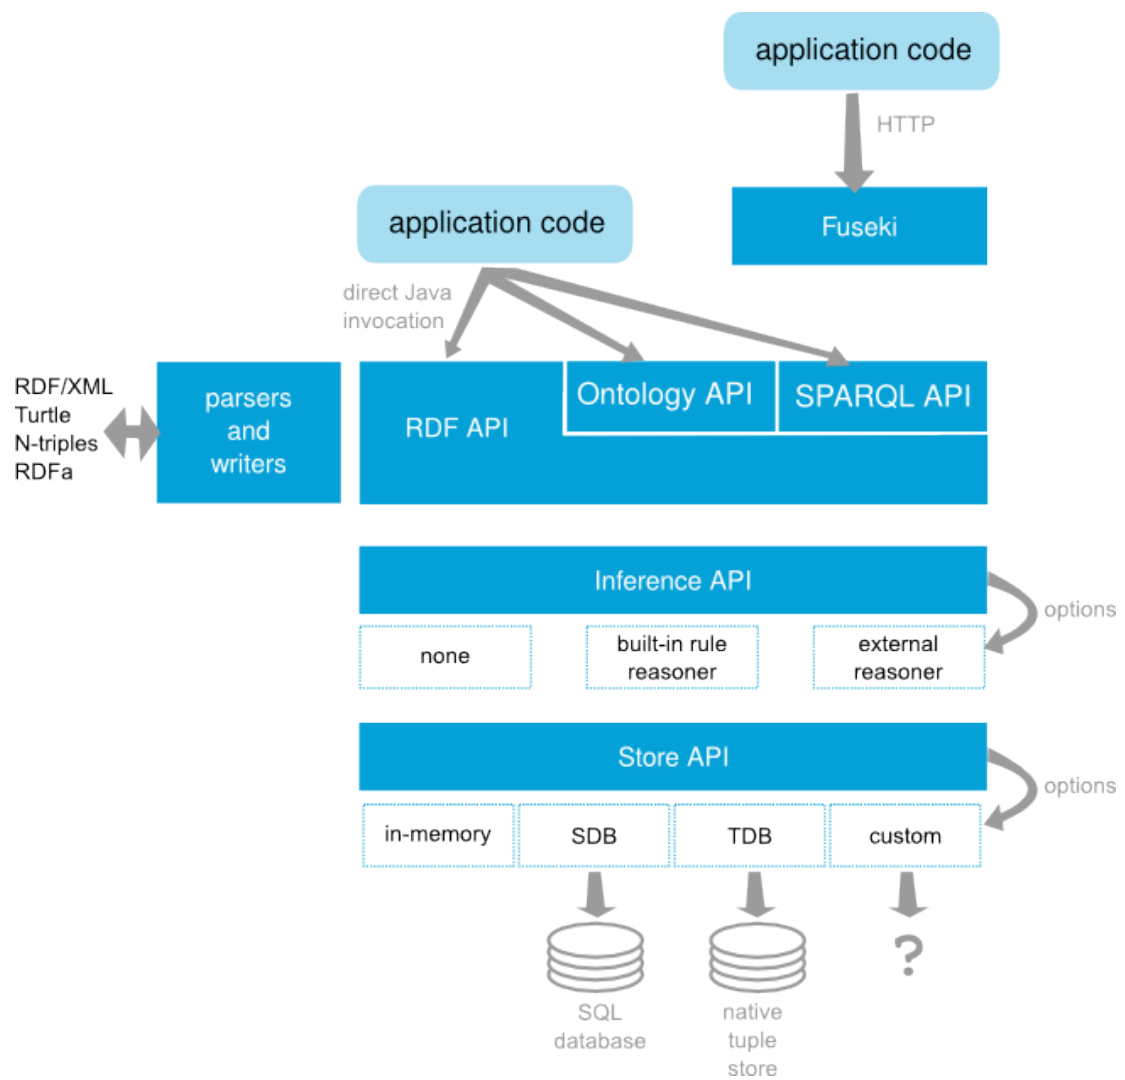 application code
HTTP
Fuseki
application code
direct Java
invocation
RDF/XML
Turtle
N-triples
RDFa
parsers
and
writers
RDF API
Ontology API
SPARQL API
Inference API
options
none
built-in rule
reasoner
external
reasoner
Store API
options
in-memory
SDB
TDB
custom
?
SQL
database
native
tuple
store